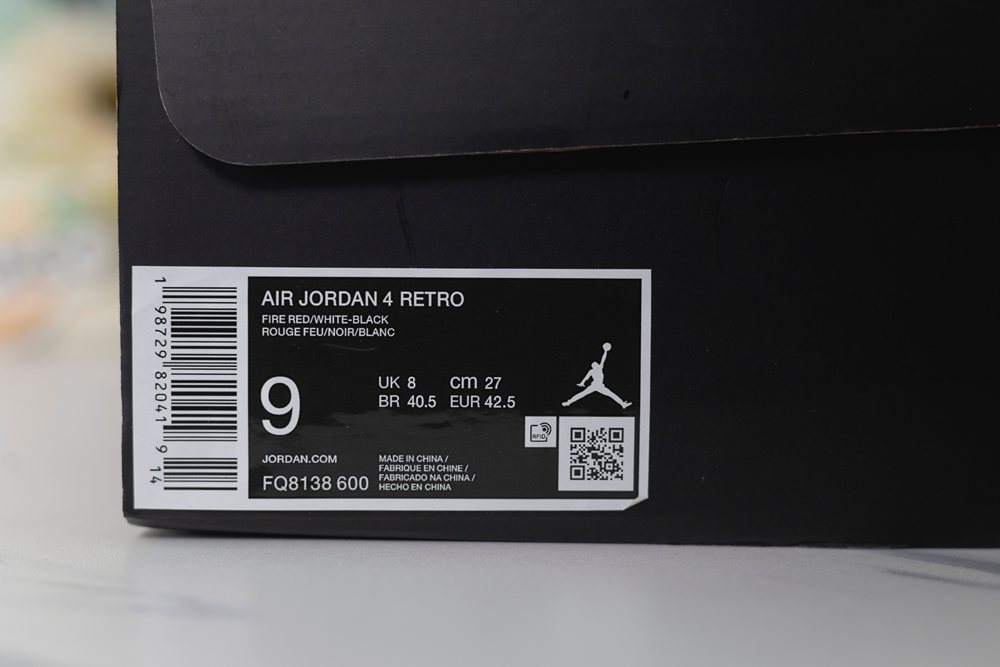 1 98729 82041 9 14
AIR JORDAN 4 RETRO
FIRE RED/WHITE-BLACK
ROUGE FEU/NOIR/BLANC
9
UK 8 cm 27
BR 40.5 EUR 42.5
RFID
JORDAN.COM
FQ8138 600
MADE IN CHINA /
FABRIQUE EN CHINE /
FABRICADO NA CHINA /
HECHO EN CHINA